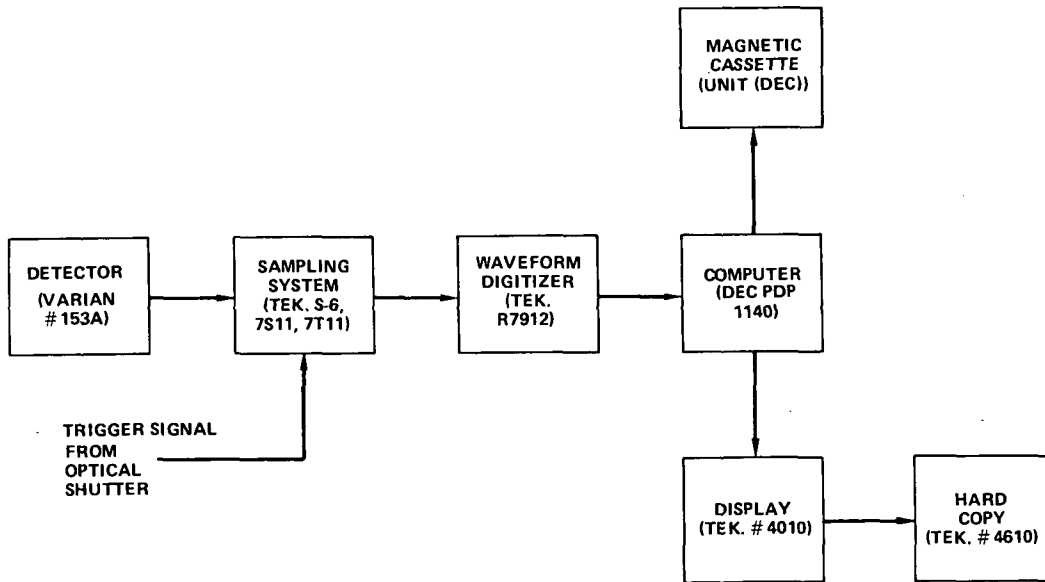 MAGNETIC
CASSETTE
(UNIT (DEC))
DETECTOR
(VARIAN
#153A)
SAMPLING
SYSTEM
(TEK. S-6,
7S11, 7T11)
WAVEFORM
DIGITIZER
(TEK.
R7912)
COMPUTER
(DEC PDP
1140)
TRIGGER SIGNAL
FROM
OPTICAL
SHUTTER
DISPLAY
(TEK. #4010)
HARD
COPY
(TEK. #4610)